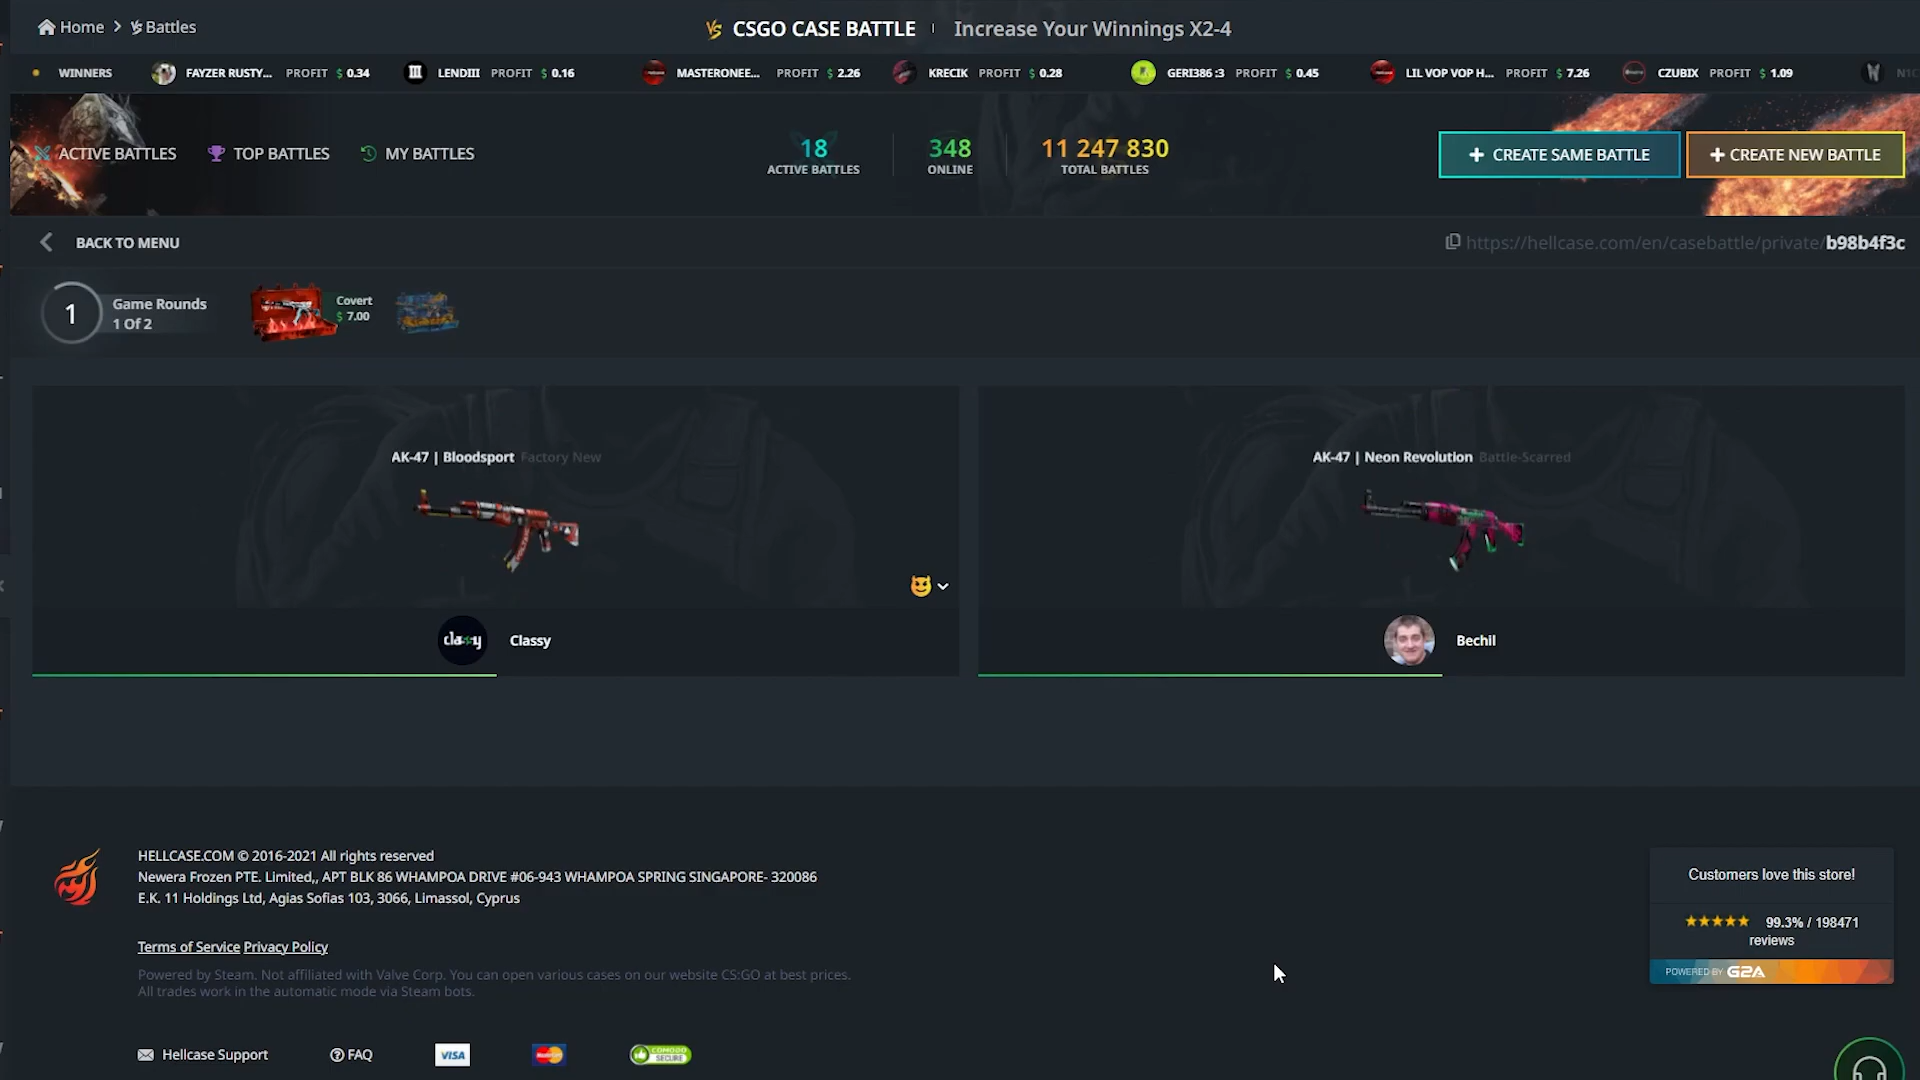 Home > Battles
CSGO CASE BATTLE
Increase Your Winnings X2-4
WINNERS
FAYZER RUSTY... PROFIT $ 0.34
LENDIII PROFIT $ 0.16
MASTERONEE... PROFIT $ 2.26
KRECIK PROFIT $ 0.28
GERI386 :3 PROFIT $ 0.45
LIL VOP VOP H... PROFIT $ 7.26
CZUBIX PROFIT $ 1.09
ACTIVE BATTLES
TOP BATTLES
MY BATTLES
18
ACTIVE BATTLES
348
ONLINE
11 247 830
TOTAL BATTLES
+ CREATE SAME BATTLE
+ CREATE NEW BATTLE
BACK TO MENU
https://hellcase.com/en/casebattle/private/b98b4f3c
1
Game Rounds
1 Of 2
Covert
$ 7.00
AK-47 | Bloodsport Factory New
AK-47 | Neon Revolution Battle-Scarred
classy
Classy
Bechil
HELLCASE.COM © 2016-2021 All rights reserved
Newera Frozen PTE. Limited,, APT BLK 86 WHAMPOA DRIVE #06-943 WHAMPOA SPRING SINGAPORE- 320086
E.K. 11 Holdings Ltd, Agias Sofias 103, 3066, Limassol, Cyprus
Terms of Service Privacy Policy
Powered by Steam. Not affiliated with Valve Corp. You can open various cases on our website CS:GO at best prices.
All trades work in the automatic mode via Steam bots.
Customers love this store!
99.3% / 198471
reviews
POWERED BY G2A
Hellcase Support
FAQ
VISA
MasterCard
COMODO
SECURE